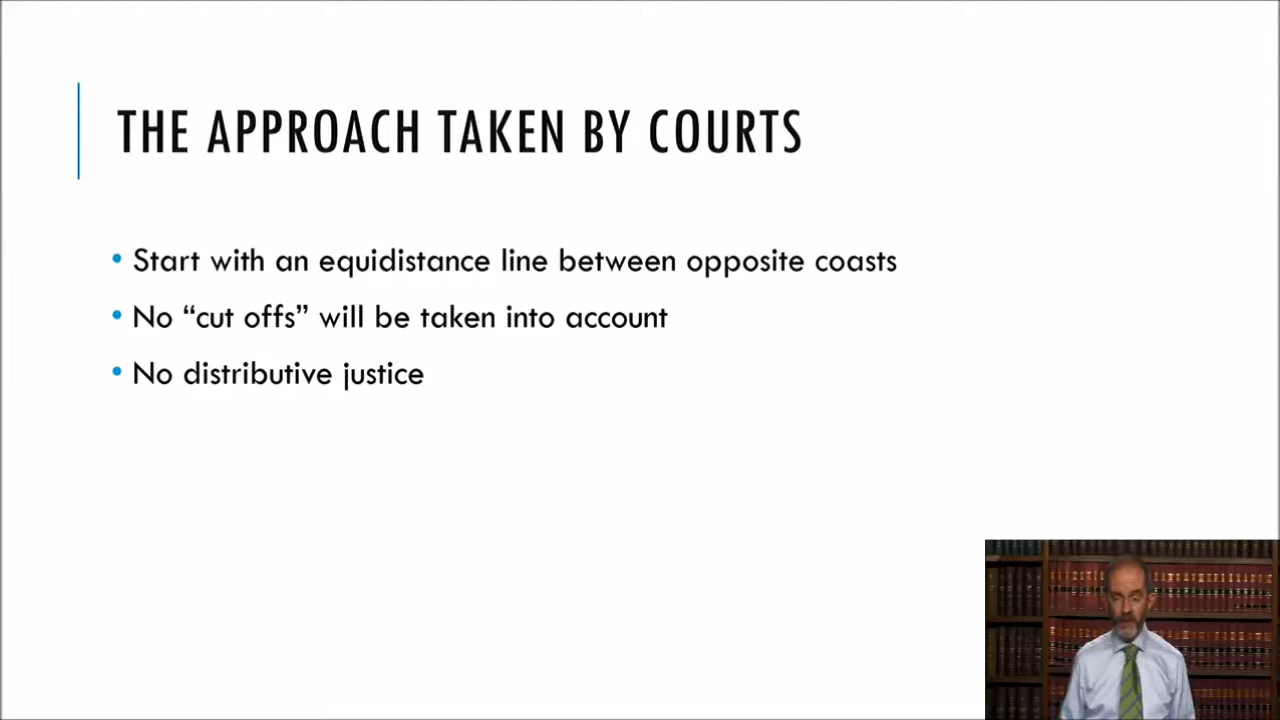 THE APPROACH TAKEN BY COURTS
• Start with an equidistance line between opposite coasts
• No “cut offs” will be taken into account
• No distributive justice